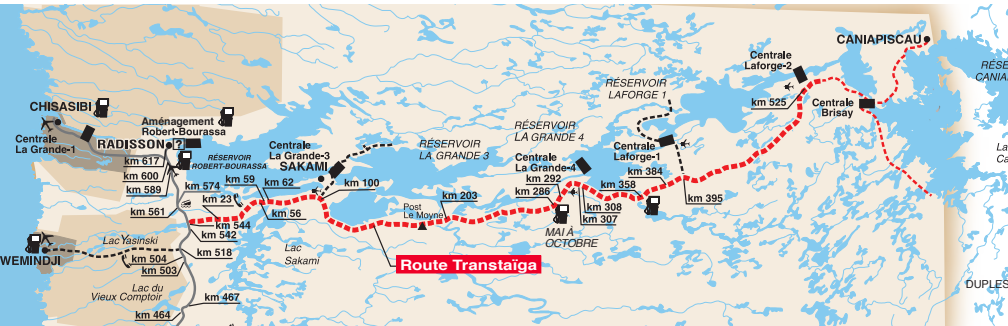 CANIAPISCAU
Centrale
Laforge-2
RÉSE
CANIA
RÉSERVOIR
LAFORGE 1
km 525
Centrale
Brisay
CHISASIBI
Aménagement
Robert-Bourassa
RÉSERVOIR
LA GRANDE 4
Centrale
La Grande-1
RADISSON
?
RÉSERVOIR
ROBERT-BOURASSA
Centrale
La Grande-3
SAKAMI
RÉSERVOIR
LA GRANDE 3
Centrale
La Grande-4
Centrale
Laforge-1
La
Ca
km 617
km 600
km 589
km 574
km 59
km 62
km 100
km 292
km 286
km 384
km 358
km 395
km 23
km 56
km 203
km 308
km 307
km 561
km 544
km 542
Post
Le Moyne
MAI À
OCTOBRE
Lac Yasinski
km 518
Lac
Sakami
WEMINDJI
km 504
km 503
Route Transtaïga
Lac du
Vieux Comptoir
km 467
km 464
DUPLES